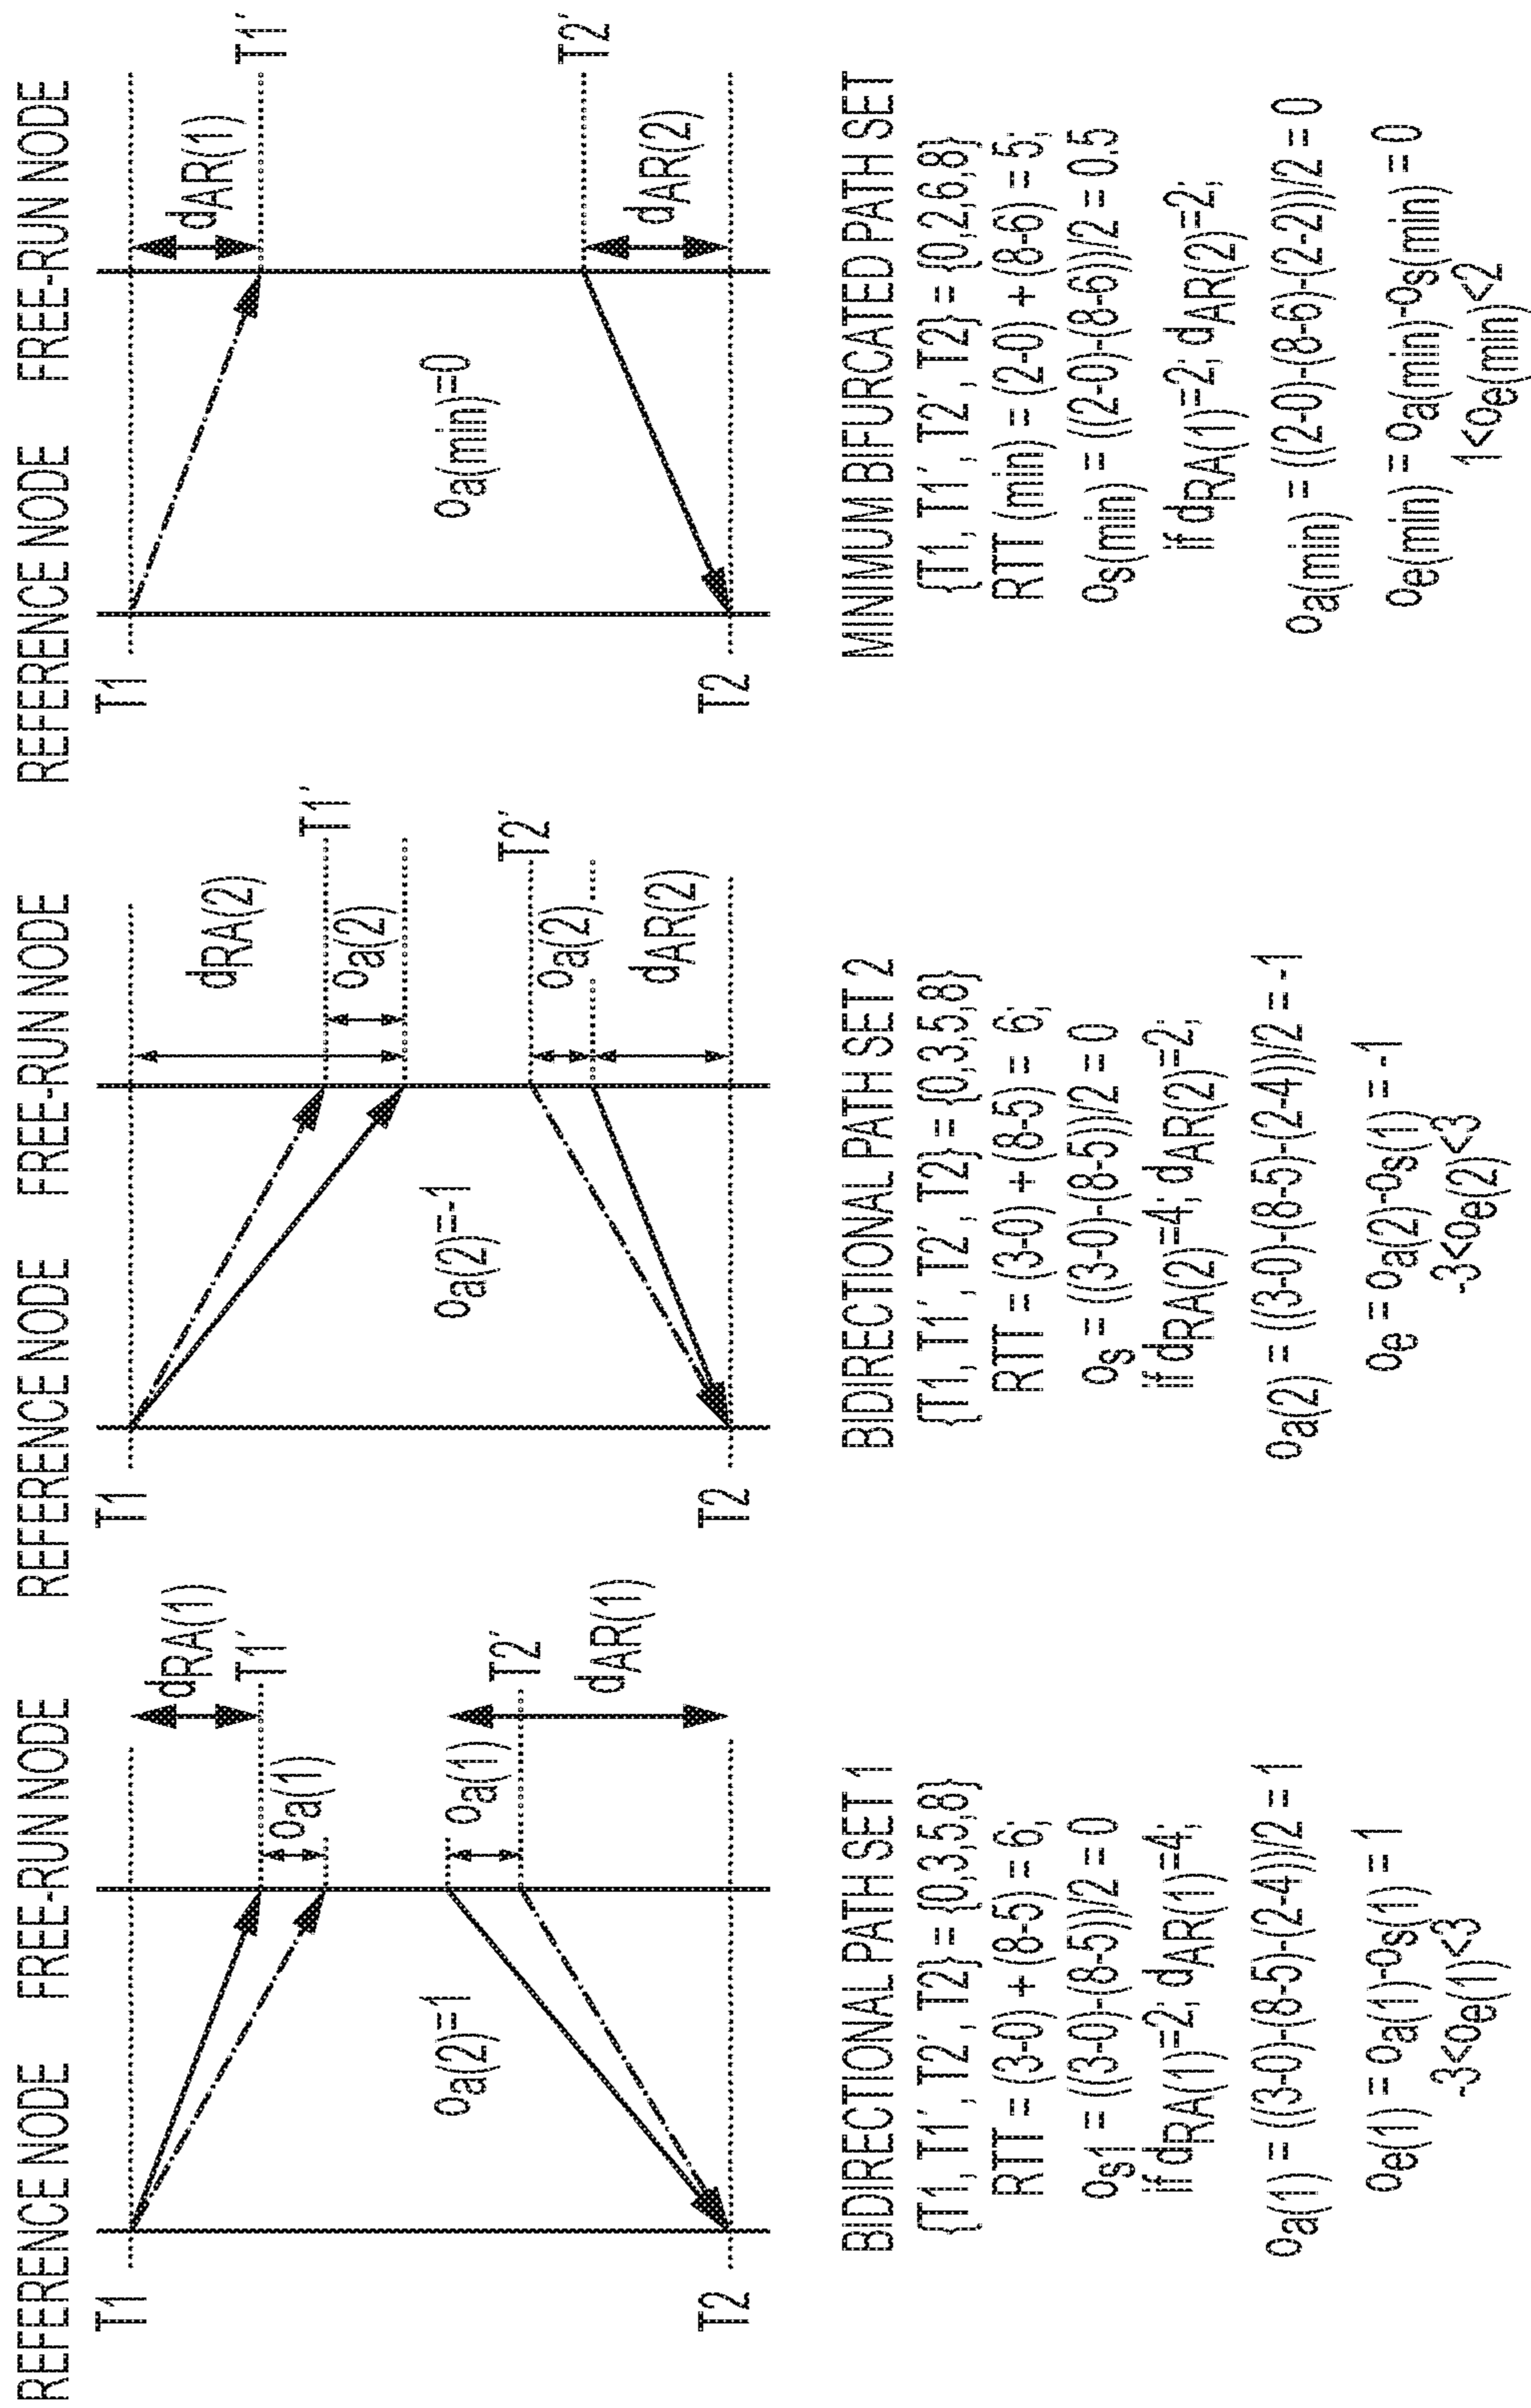 REFERENCE NODE FREE-RUN NODE
T1
dRA(1)
T1′
oa(1)
oa(2)=1
oa(1)
T2′
dAR(1)
T2
BIDIRECTIONAL PATH SET 1
{T1, T1′, T2′, T2} = {0,3,5,8}
RTT = (3-0) + (8-5) = 6;
os1 = ((3-0)-(8-5))/2 = 0
if dRA(1)=2; dAR(1)=4;
oa(1) = ((3-0)-(8-5)-(2-4))/2 = 1
oe(1) = oa(1)-os(1) = 1
-3<oe(1)<3
REFERENCE NODE FREE-RUN NODE
T1
dRA(2)
T1′
oa(2)
oa(2)=-1
T2′
oa(2)
dAR(2)
T2
BIDIRECTIONAL PATH SET 2
{T1, T1′, T2′, T2} = {0,3,5,8}
RTT = (3-0) + (8-5) = 6;
os = ((3-0)-(8-5))/2 = 0
if dRA(2)=4; dAR(2)=2;
oa(2) = ((3-0)-(8-5)-(2-4))/2 = -1
oe = oa(2)-os(1) = -1
-3<oe(2)<3
REFERENCE NODE FREE-RUN NODE
T1
dAR(1)
T1′
oa(min)=0
T2′
dAR(2)
T2
MINIMUM BIFURCATED PATH SET
{T1, T1′, T2′, T2} = {0,2,6,8}
RTT (min) = (2-0) + (8-6) = 5;
os(min) = ((2-0)-(8-6))/2 = 0.5
if dRA(1)=2; dAR(2)=2;
oa(min) = ((2-0)-(8-6)-(2-2))/2 = 0
oe(min) = oa(min)-os(min) = 0
1<oe(min)<2